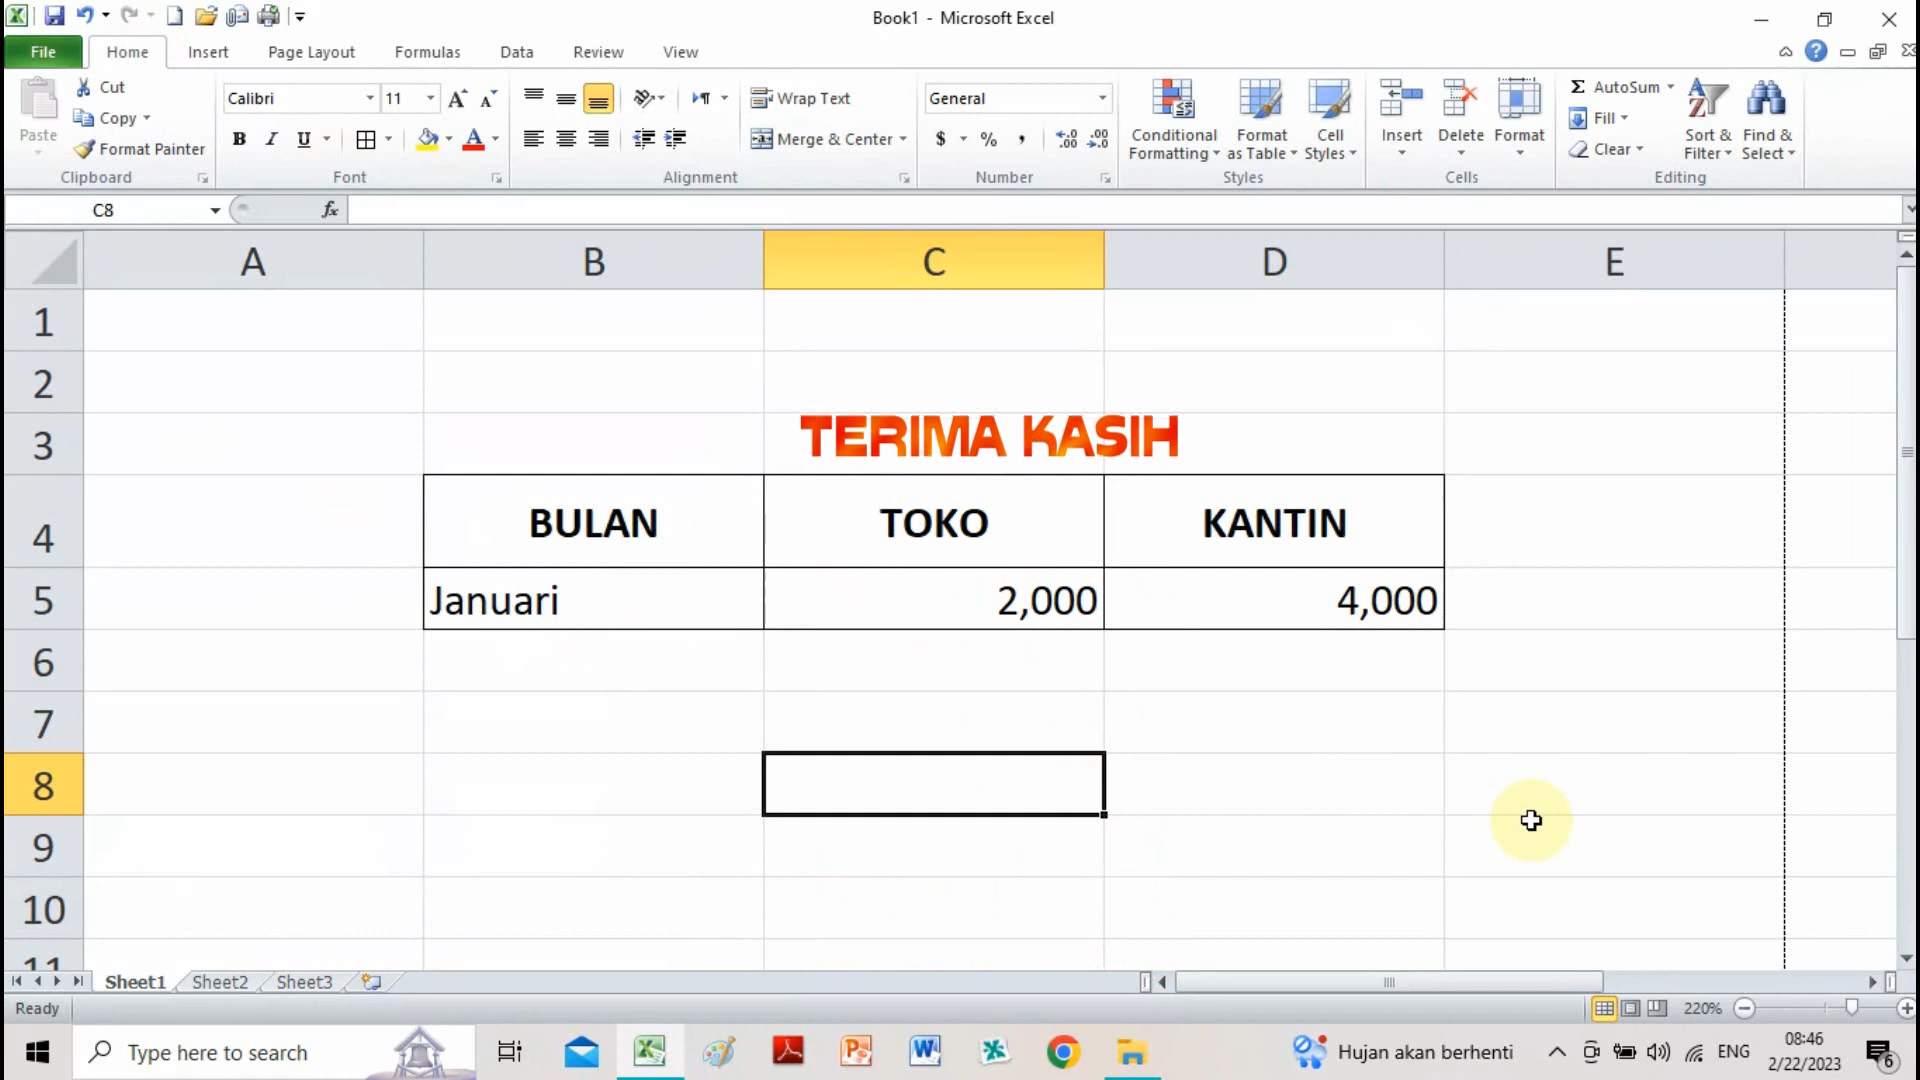 Book1 - Microsoft Excel
File Home Insert Page Layout Formulas Data Review View
Paste
Cut
Copy
Format Painter
Clipboard
Calibri 11
B I U
Font
Wrap Text
Merge & Center
Alignment
General
$ % ,
Number
Conditional Formatting
Format as Table
Cell Styles
Styles
Insert
Delete
Format
Cells
AutoSum
Fill
Clear
Sort & Filter
Find & Select
Editing
C8 fx
A B C D E
1
2
3 TERIMA KASIH
4 BULAN TOKO KANTIN
5 Januari 2,000 4,000
6
7
8
9
10
11
Sheet1 Sheet2 Sheet3
Ready 220%
Type here to search
Hujan akan berhenti
ENG
08:46
2/22/2023
6